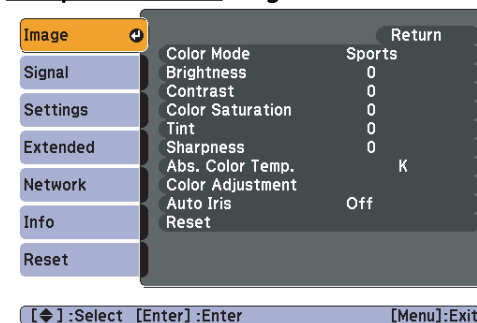 Image
Signal
Settings
Extended
Network
Info
Reset
Return
Color Mode Sports
Brightness 0
Contrast 0
Color Saturation 0
Tint 0
Sharpness 0
Abs. Color Temp. K
Color Adjustment
Auto Iris Off
Reset
[◆] :Select [Enter] :Enter [Menu]:Exit